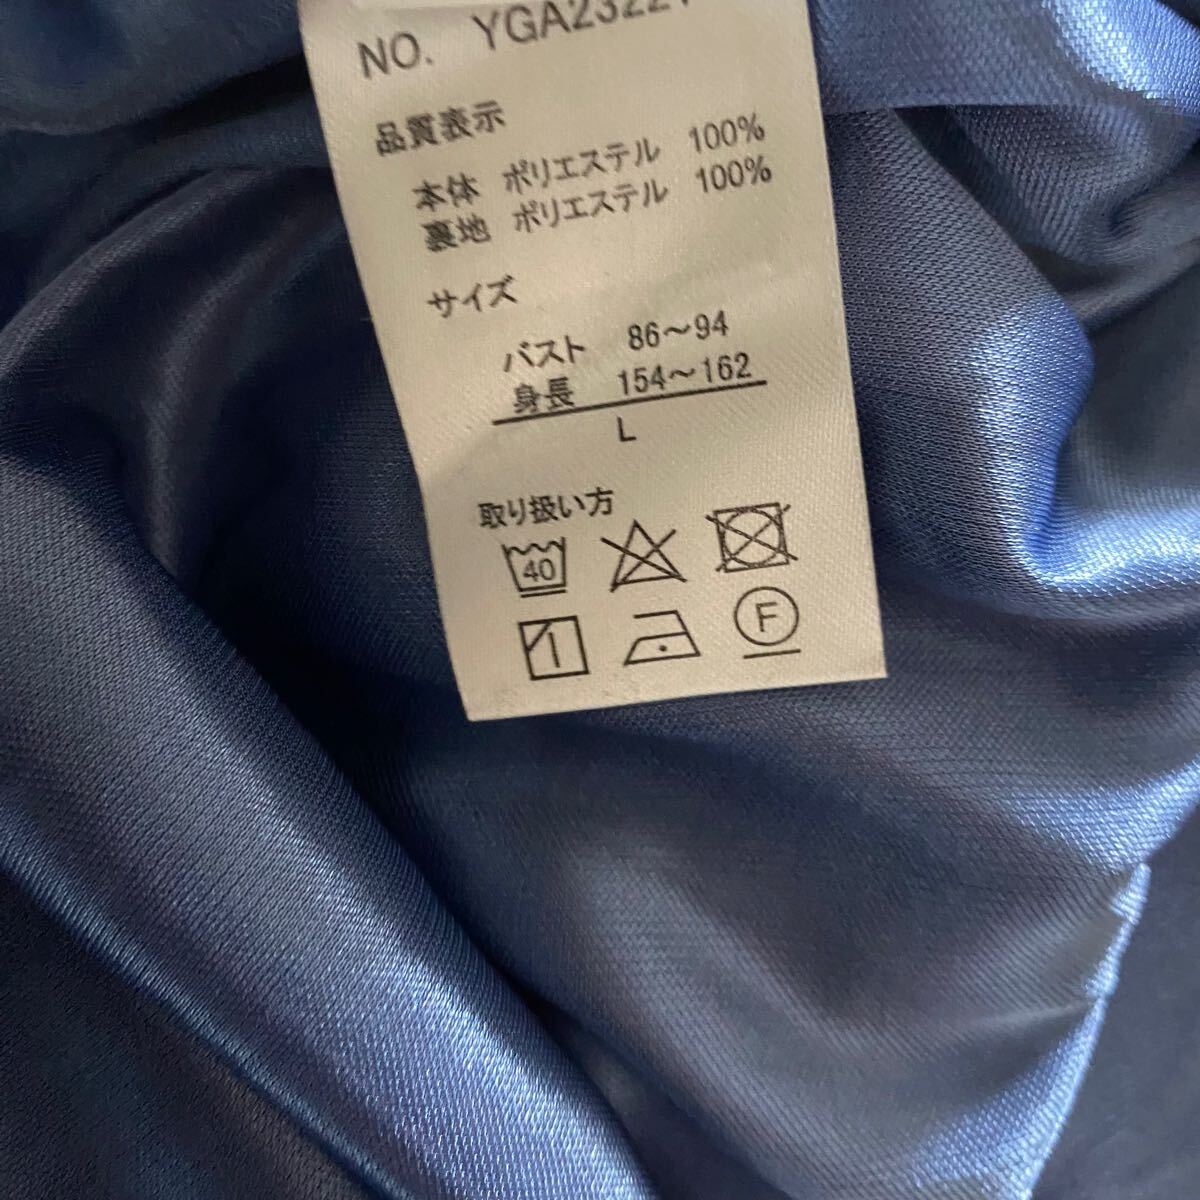 NO.
品質表示
本体 ポリエステル 100%
裏地 ポリエステル 100%
サイズ
バスト 86～94
身長 154～162
L
取り扱い方
40
F